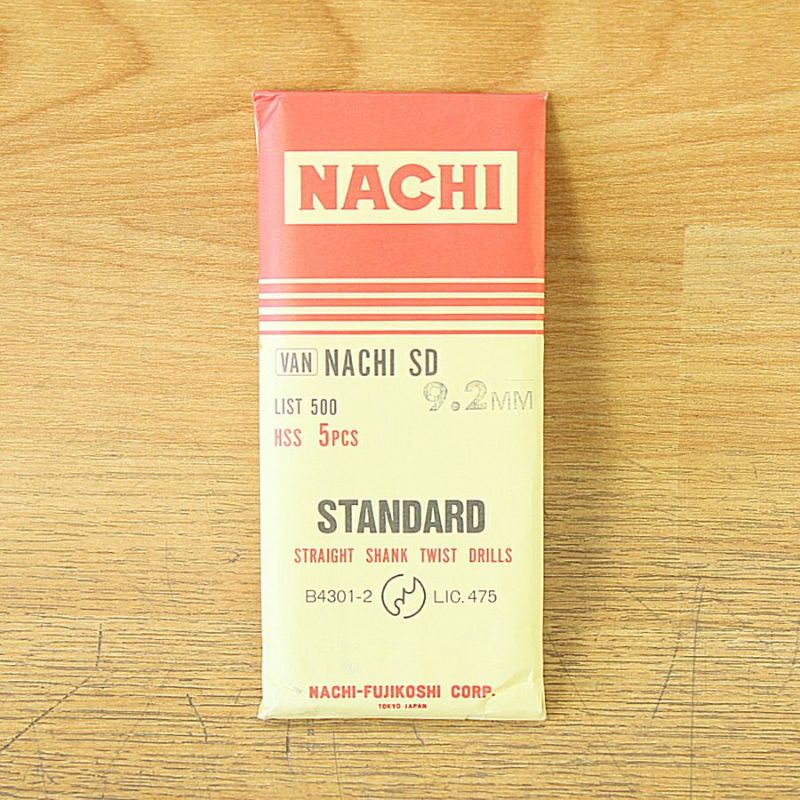 NACHI
VAN NACHI SD
9.2MM
LIST 500
HSS 5PCS
STANDARD
STRAIGHT SHANK TWIST DRILLS
B4301-2 LIC. 475
NACHI-FUJIKOSHI CORP.
TOKYO JAPAN